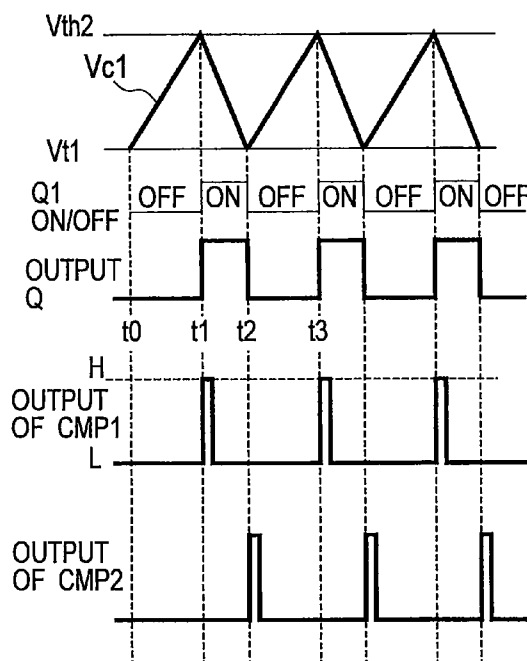 Vth2
Vc1
Vt1
Q1
ON/OFF
OFF ON OFF ON OFF ON OFF
OUTPUT
Q
t0 t1 t2 t3
H
OUTPUT
OF CMP1
L
OUTPUT
OF CMP2